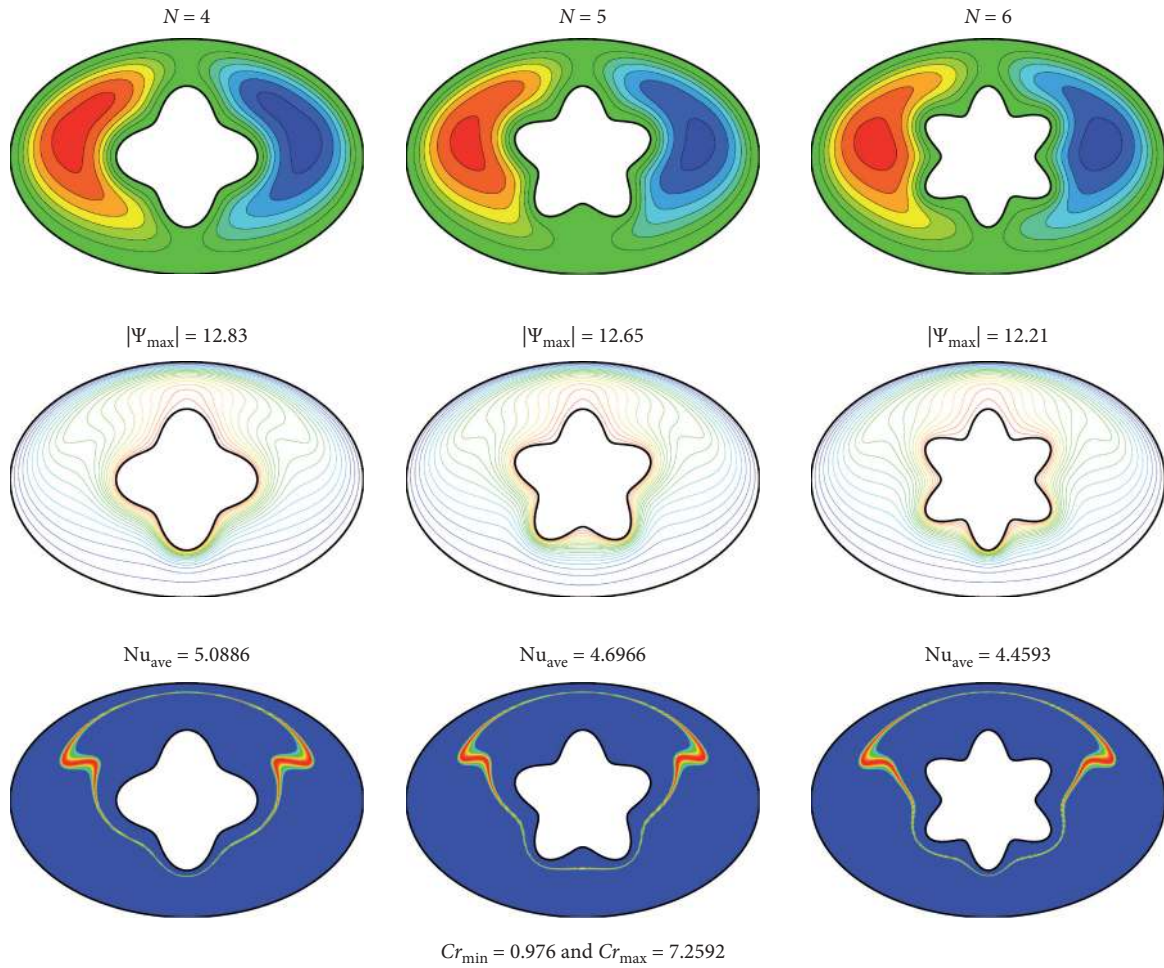 N = 4 N = 5 N = 6
|Ψmax| = 12.83 |Ψmax| = 12.65 |Ψmax| = 12.21
Nuave = 5.0886 Nuave = 4.6966 Nuave = 4.4593
Crmin = 0.976 and Crmax = 7.2592